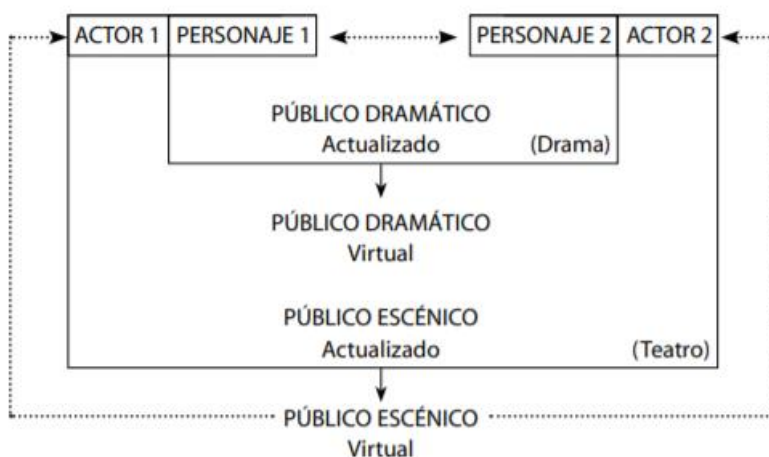 ACTOR 1 PERSONAJE 1 PERSONAJE 2 ACTOR 2
PÚBLICO DRAMÁTICO
Actualizado (Drama)
PÚBLICO DRAMÁTICO
Virtual
PÚBLICO ESCÉNICO
Actualizado (Teatro)
PÚBLICO ESCÉNICO
Virtual